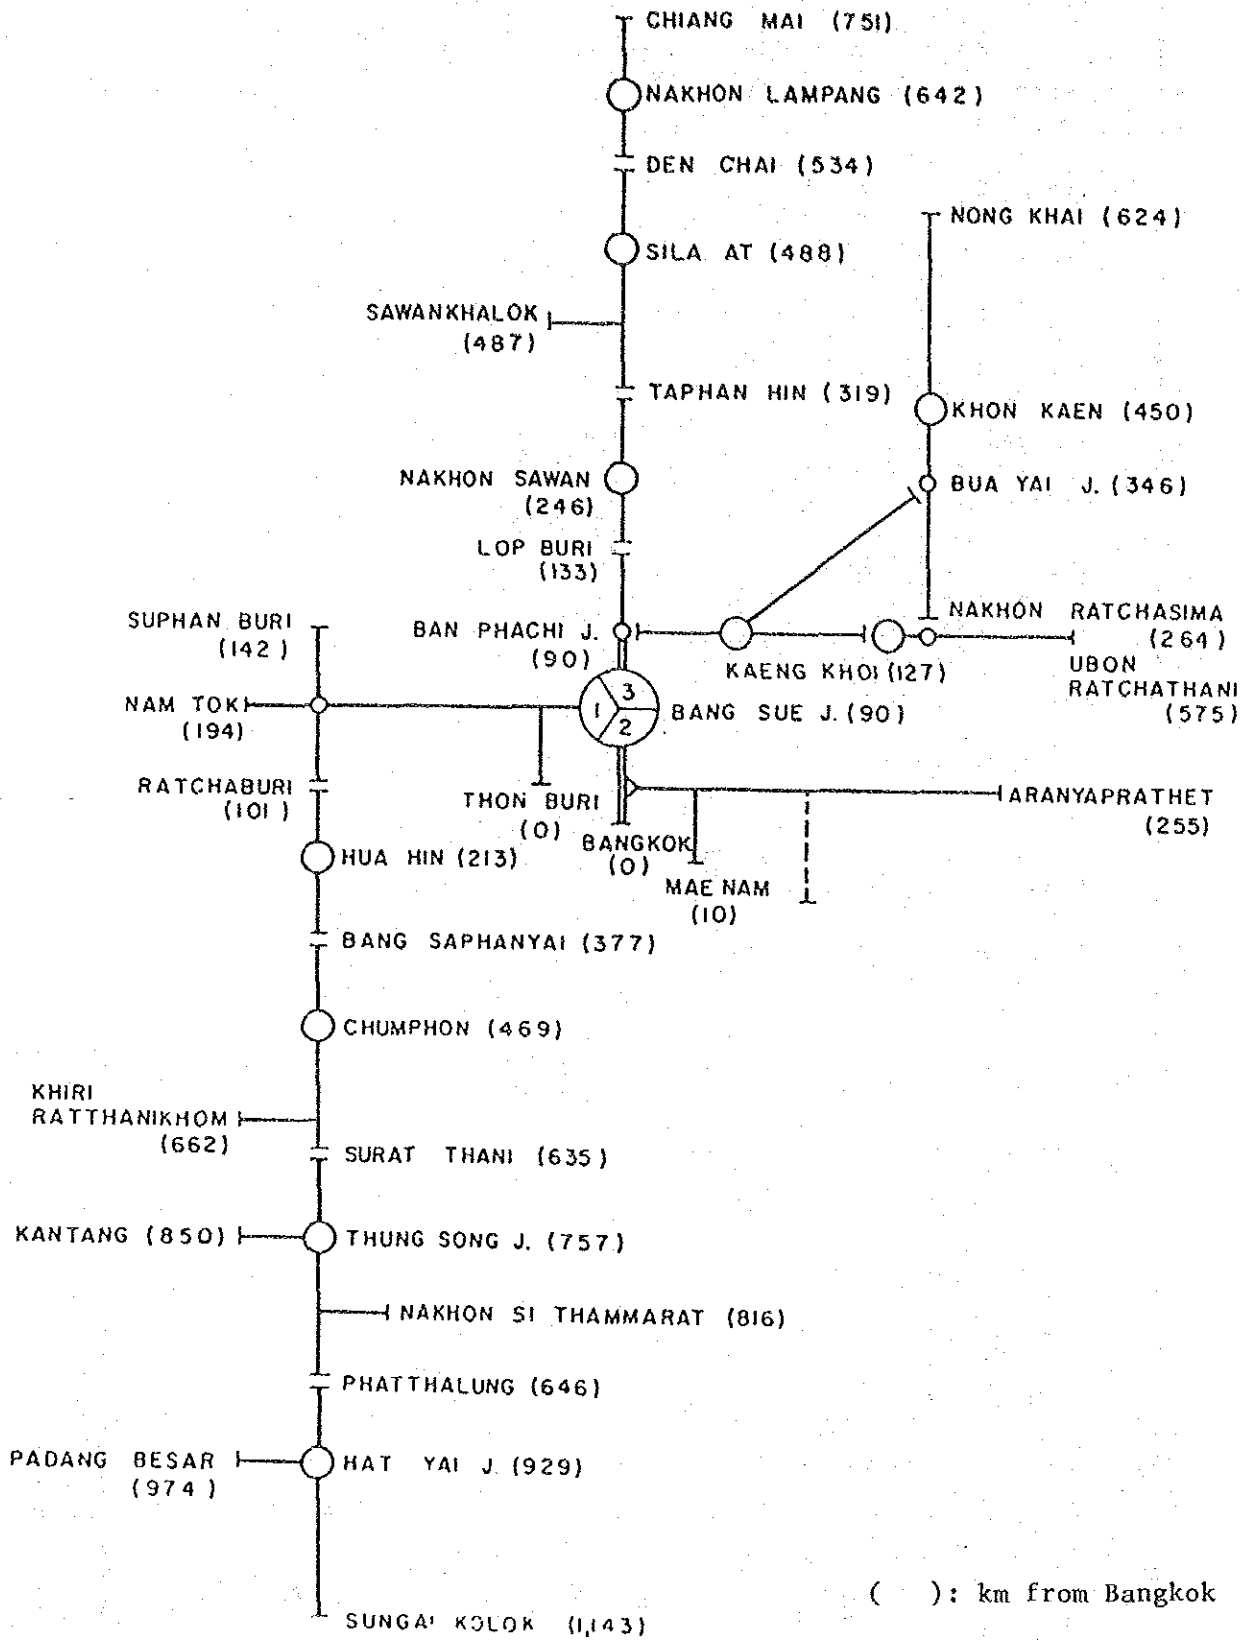 CHIANG MAI (751)
NAKHON LAMPANG (642)
DEN CHAI (534)
NONG KHAI (624)
SILA AT (488)
SAWANKHALOK
(487)
TAPHAN HIN (319)
KHON KAEN (450)
NAKHON SAWAN
(246)
BUA YAI J. (346)
LOP BURI
(133)
SUPHAN BURI
(142)
BAN PHACHI J.
(90)
NAKHON RATCHASIMA
(264)
KAENG KHOI (127)
UBON
RATCHATHANI
(575)
NAM TOK
(194)
1
2
3
BANG SUE J. (90)
RATCHABURI
(101)
THON BURI
(0)
BANGKOK
(0)
MAE NAM
(10)
ARANYAPRATHET
(255)
HUA HIN (213)
BANG SAPHANYAI (377)
CHUMPHON (469)
KHIRI
RATTHANIKHOM
(662)
SURAT THANI (635)
KANTANG (850)
THUNG SONG J. (757)
NAKHON SI THAMMARAT (816)
PHATTHALUNG (646)
PADANG BESAR
(974)
HAT YAI J. (929)
SUNGAI KOLOK (1,143)
( ): km from Bangkok